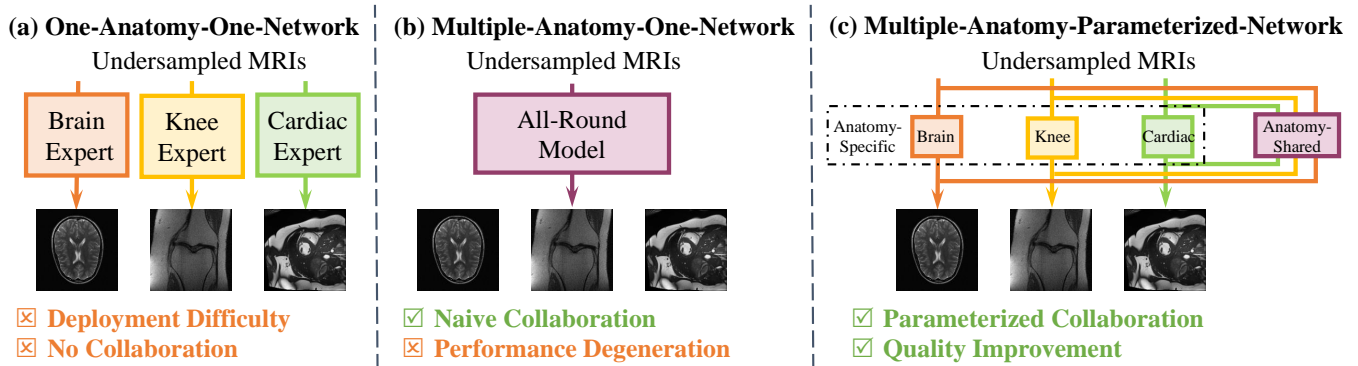 (a) One-Anatomy-One-Network
Undersampled MRIs
Brain
Expert
Knee
Expert
Cardiac
Expert
Deployment Difficulty
No Collaboration
(b) Multiple-Anatomy-One-Network
Undersampled MRIs
All-Round
Model
Naive Collaboration
Performance Degeneration
(c) Multiple-Anatomy-Parameterized-Network
Undersampled MRIs
Anatomy-
Specific
Brain
Knee
Cardiac
Anatomy-
Shared
Parameterized Collaboration
Quality Improvement